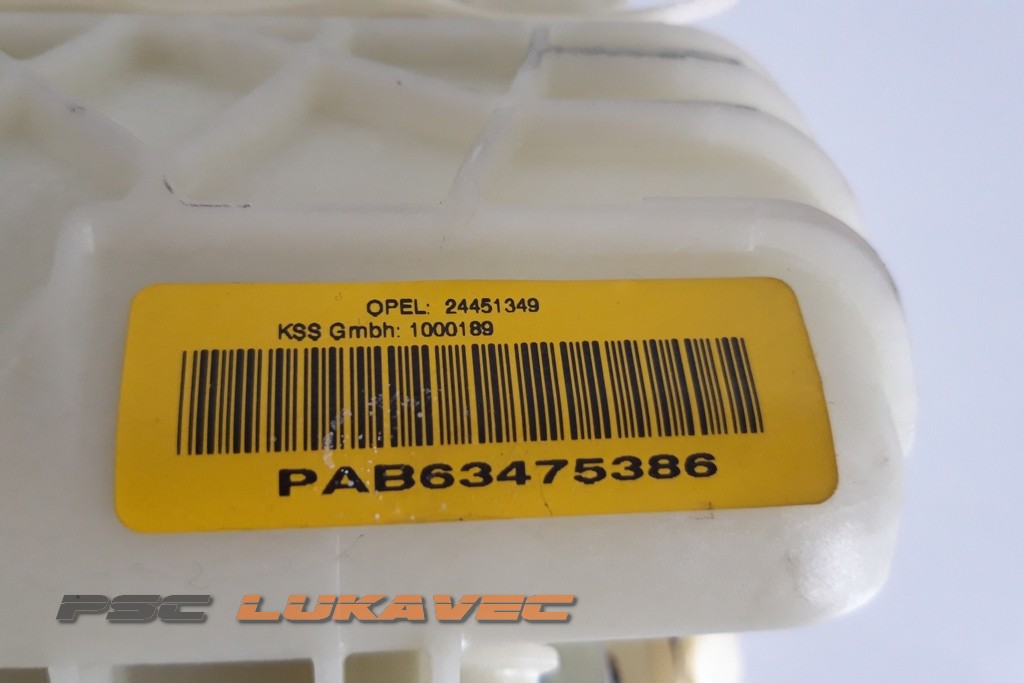 OPEL: 24451349
KSS Gmbh: 1000189
PAB63475386
PSC LUKAVEC